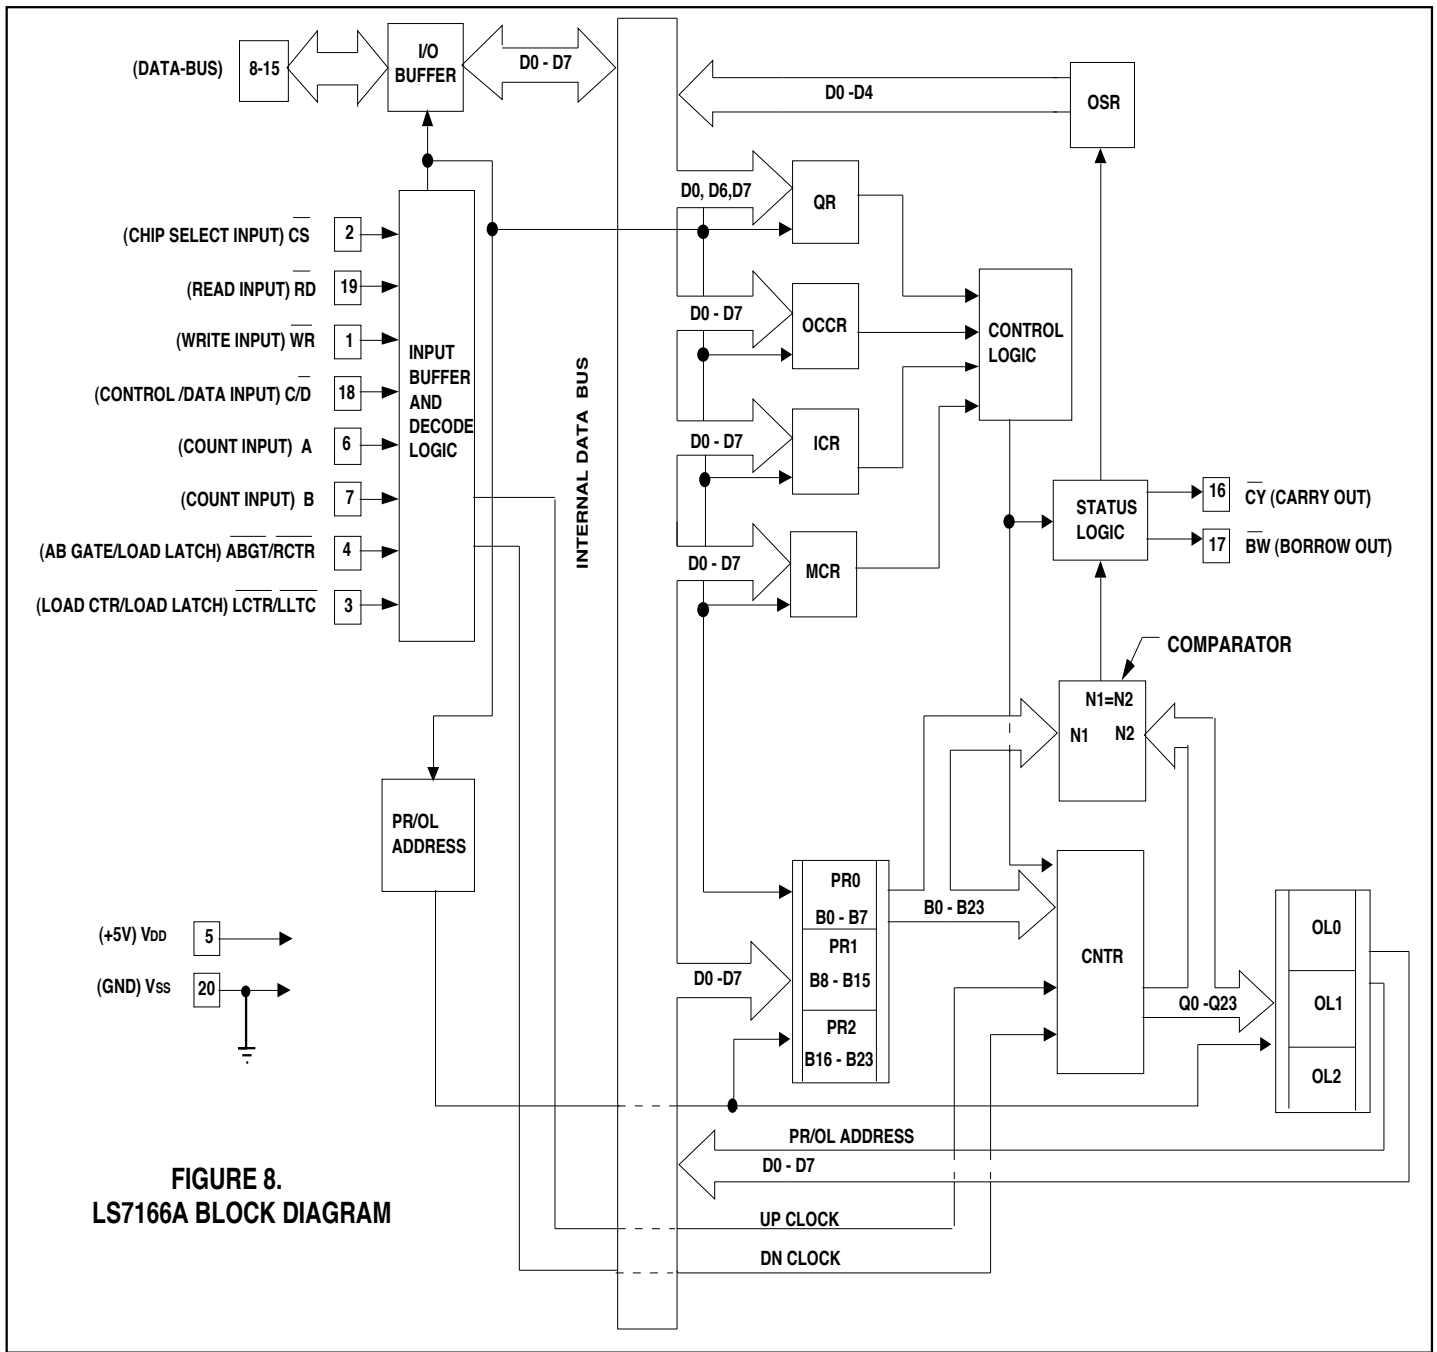 I/O
BUFFER
(DATA-BUS) 8-15
D0 - D7
D0 -D4
OSR
D0, D6,D7
QR
(CHIP SELECT INPUT) CS 2
(READ INPUT) RD 19
(WRITE INPUT) WR 1
(CONTROL /DATA INPUT) C/D 18
(COUNT INPUT) A 6
(COUNT INPUT) B 7
(AB GATE/LOAD LATCH) ABGT/RCTR 4
(LOAD CTR/LOAD LATCH) LCTR/LLTC 3
INPUT
BUFFER
AND
DECODE
LOGIC
INTERNAL DATA BUS
D0 - D7
OCCR
CONTROL
LOGIC
D0 - D7
ICR
D0 - D7
MCR
STATUS
LOGIC
16 CY (CARRY OUT)
17 BW (BORROW OUT)
COMPARATOR
N1=N2
N1 N2
PR/OL
ADDRESS
PR0
B0 - B7
PR1
B8 - B15
PR2
B16 - B23
B0 - B23
D0 -D7
CNTR
Q0 -Q23
OL0
OL1
OL2
(+5V) VDD 5
(GND) VSS 20
PR/OL ADDRESS
D0 - D7
UP CLOCK
DN CLOCK
FIGURE 8.
LS7166A BLOCK DIAGRAM